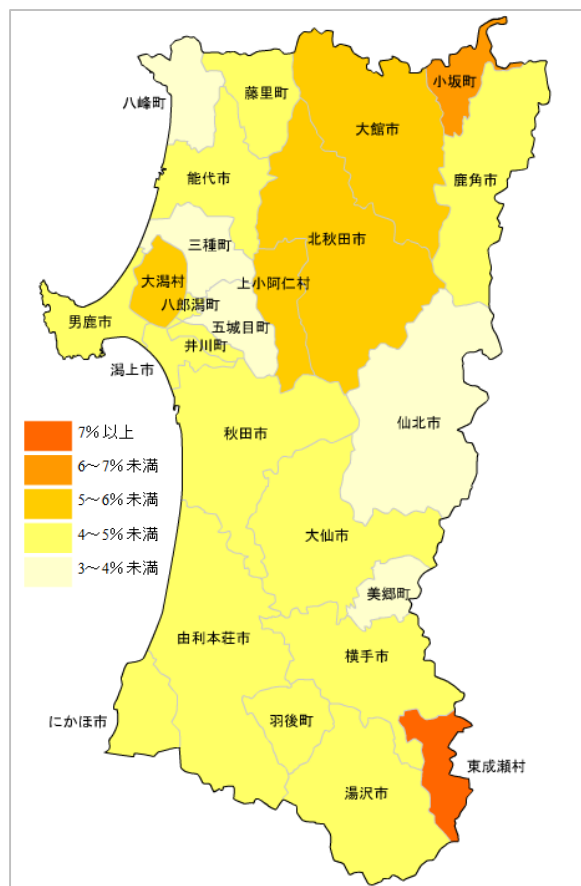 小坂町
藤里町
八峰町
大館市
能代市
鹿角市
北秋田市
三種町
上小阿仁村
大潟村
八郎潟町
男鹿市
五城目町
井川町
潟上市
仙北市
秋田市
7%以上
6～7%未満
5～6%未満
4～5%未満
3～4%未満
大仙市
美郷町
由利本荘市
横手市
にかほ市
羽後町
東成瀬村
湯沢市